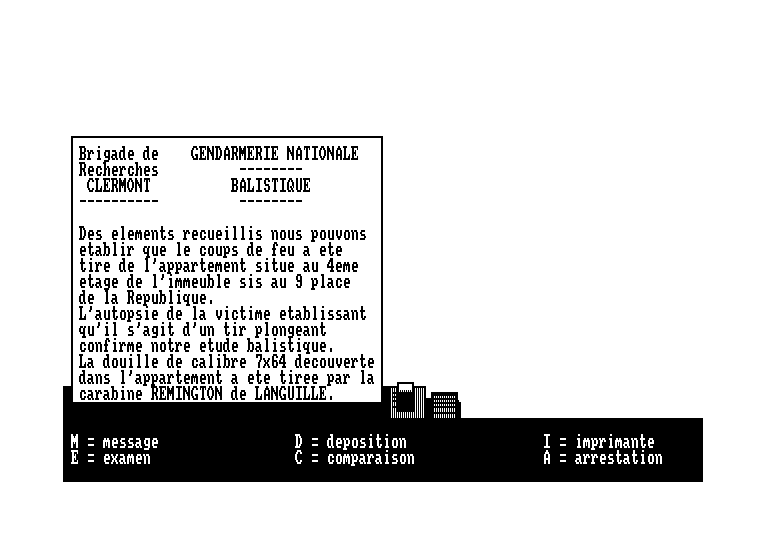 Brigade de GENDARMERIE NATIONALE
Recherches --------
CLERMONT BALISTIQUE
---------- --------
Des elements recueillis nous pouvons
etablir que le coups de feu a ete
tire de l'appartement situe au 4eme
etage de l'immeuble sis au 9 place
de la Republique.
L'autopsie de la victime etablissant
qu'il s'agit d'un tir plongeant
confirme notre etude balistique.
La douille de calibre 7x64 decouverte
dans l'appartement a ete tiree par la
carabine REMINGTON de LANGUILLE.
M = message D = deposition I = imprimante
E = examen C = comparaison A = arrestation